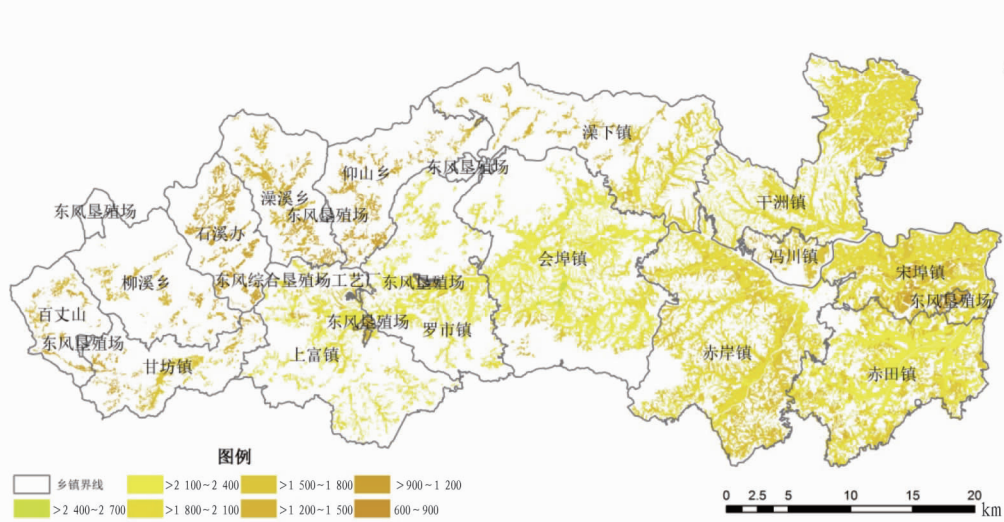 澡下镇
仰山乡
东风垦殖场
澡溪乡
东风垦殖场
干洲镇
东风垦殖场
石溪办
冯川镇
会埠镇
宋埠镇
柳溪乡
东风综合垦殖场工艺厂
东风垦殖场
东风垦殖场
百丈山
东风垦殖场
罗市镇
东风垦殖场
上富镇
赤岸镇
甘坊镇
赤田镇
图例
乡镇界线
>2 100~2 400
>1 500~1 800
>900~1 200
>2 400~2 700
>1 800~2 100
>1 200~1 500
600~900
0 2.5 5 10 15 20
km